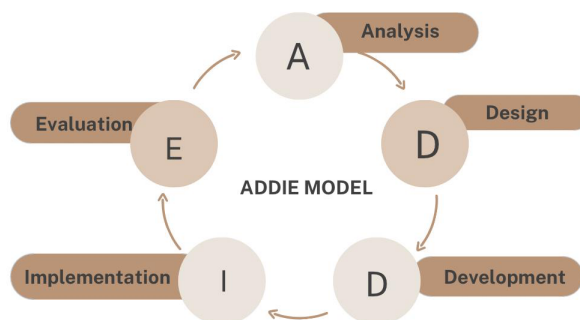 A
Analysis
D
Design
Evaluation
E
ADDIE MODEL
Implementation
I
D
Development